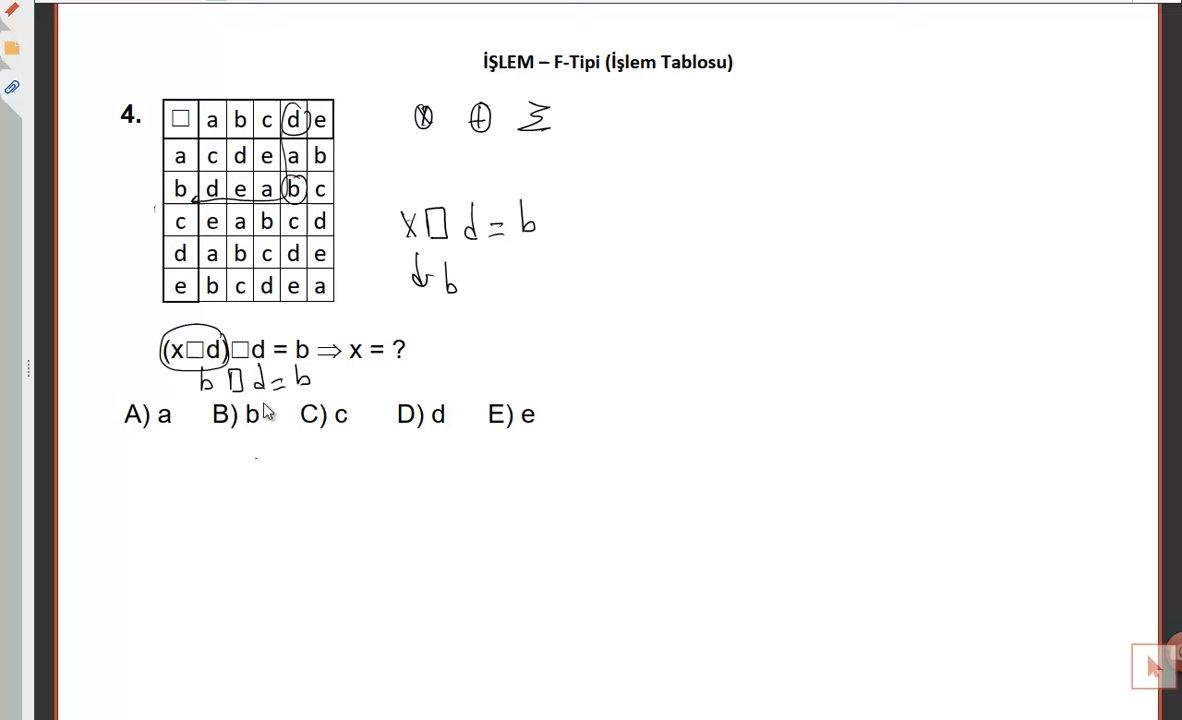 İŞLEM – F-Tipi (İşlem Tablosu)
4.
□ a b c d e
a c d e a b
b d e a b c
c e a b c d
d a b c d e
e b c d e a
x □ d = b
b
(x□d)□d = b ⇒ x = ?
b □ d = b
A) a B) b C) c D) d E) e